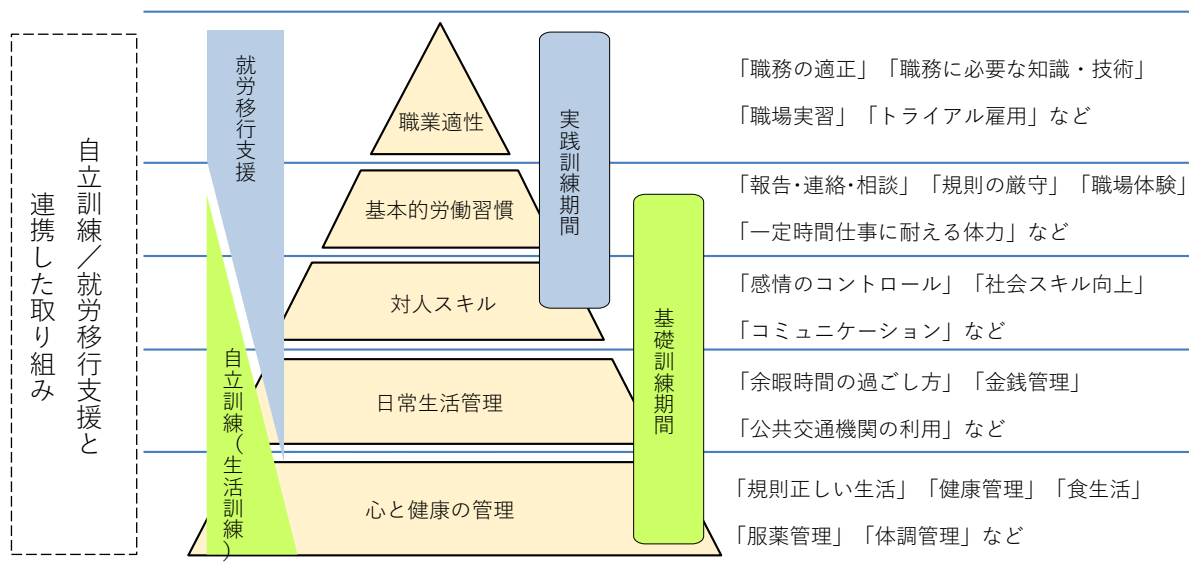 自立訓練／就労移行支援と
連携した取り組み
就労移行支援
自立訓練(生活訓練)
職業適性
基本的労働習慣
対人スキル
日常生活管理
心と健康の管理
実践訓練期間
基礎訓練期間
「職務の適正」「職務に必要な知識・技術」
「職場実習」「トライアル雇用」など
「報告･連絡･相談」「規則の厳守」「職場体験」
「一定時間仕事に耐える体力」など
「感情のコントロール」「社会スキル向上」
「コミュニケーション」など
「余暇時間の過ごし方」「金銭管理」
「公共交通機関の利用」など
「規則正しい生活」「健康管理」「食生活」
「服薬管理」「体調管理」など